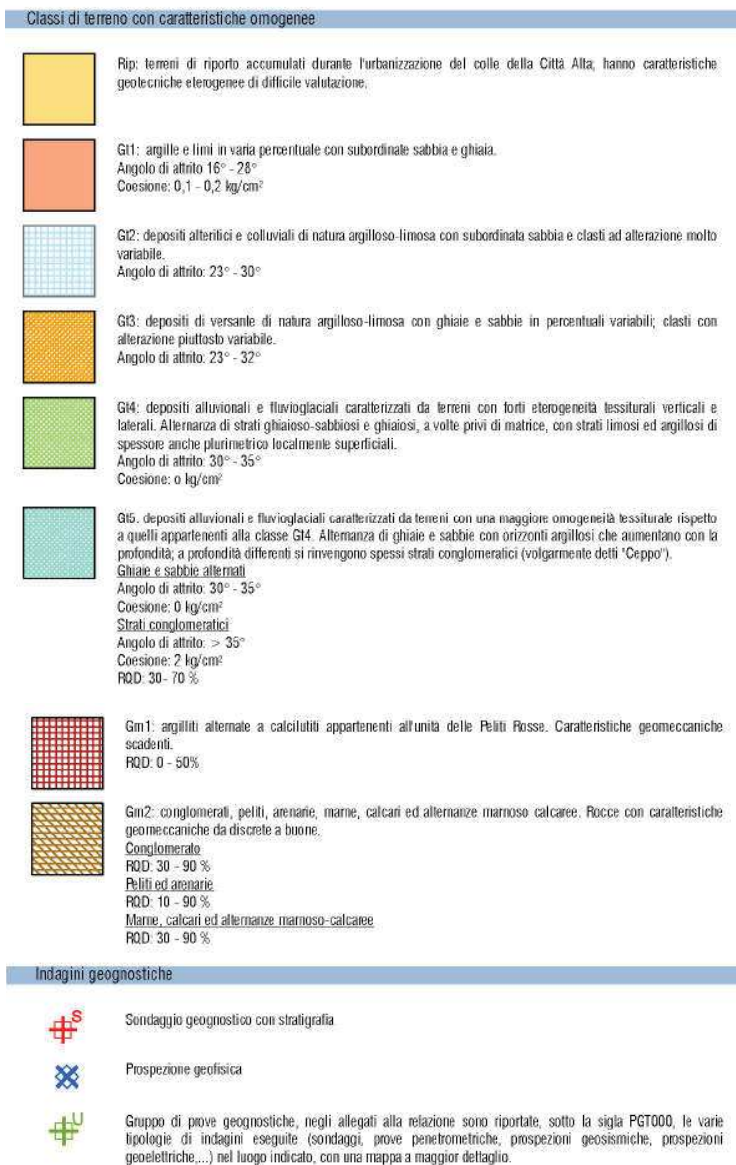 Classi di terreno con caratteristiche omogenee
Rip: terreni di riporto accumulati durante l'urbanizzazione del colle della Città Alta, hanno caratteristiche
geotecniche eterogenee di difficile valutazione.
Gt1: argille e limi in varia percentuale con subordinate sabbia e ghiaia.
Angolo di attrito 16° - 28°
Coesione: 0,1 - 0,2 kg/cm²
Gt2: depositi alteritici e colluviali di natura argilloso-limosa con subordinata sabbia e clasti ad alterazione molto
variabile.
Angolo di attrito: 23° - 30°
Gt3: depositi di versante di natura argilloso-limosa con ghiaie e sabbie in percentuali variabili; clasti con
alterazione piuttosto variabile.
Angolo di attrito: 23° - 32°
Gt4: depositi alluvionali e fluvioglaciali caratterizzati da terreni con forti eterogeneità tessiturali verticali e
laterali. Alternanza di strati ghiaioso-sabbiosi e ghiaiosi, a volte privi di matrice, con strati limosi ed argillosi di
spessore anche plurimetrico localmente superficiali.
Angolo di attrito: 30° - 35°
Coesione: o kg/cm²
Gt5. depositi alluvionali e fluvioglaciali caratterizzati da terreni con una maggiore omogeneità tessiturale rispetto
a quelli appartenenti alla classe Gt4. Alternanza di ghiaie e sabbie con orizzonti argillosi che aumentano con la
profondità; a profondità differenti si rinvengono spessi strati conglomeratici (volgarmente detti "Ceppo").
Ghiaie e sabbie alternati
Angolo di attrito: 30° - 35°
Coesione: 0 kg/cm²
Strati conglomeratici
Angolo di attrito: > 35°
Coesione: 2 kg/cm²
RQD: 30- 70 %
Gm1: argilliti alternate a calcilutiti appartenenti all'unità delle Peliti Rosse. Caratteristiche geomeccaniche
scadenti.
RQD: 0 - 50%
Gm2: conglomerati, peliti, arenarie, marne, calcari ed alternanze marnoso calcaree. Rocce con caratteristiche
geomeccaniche da discrete a buone.
Conglomerato
RQD: 30 - 90 %
Peliti ed arenarie
RQD: 10 - 90 %
Marne, calcari ed alternanze marnoso-calcaree
RQD: 30 - 90 %
Indagini geognostiche
S
Sondaggio geognostico con stratigrafia
Prospezione geofisica
U
Gruppo di prove geognostiche, negli allegati alla relazione sono riportate, sotto la sigla PGT000, le varie
tipologie di indagini eseguite (sondaggi, prove penetrometriche, prospezioni geosismiche, prospezioni
geoelettriche,...) nel luogo indicato, con una mappa a maggior dettaglio.